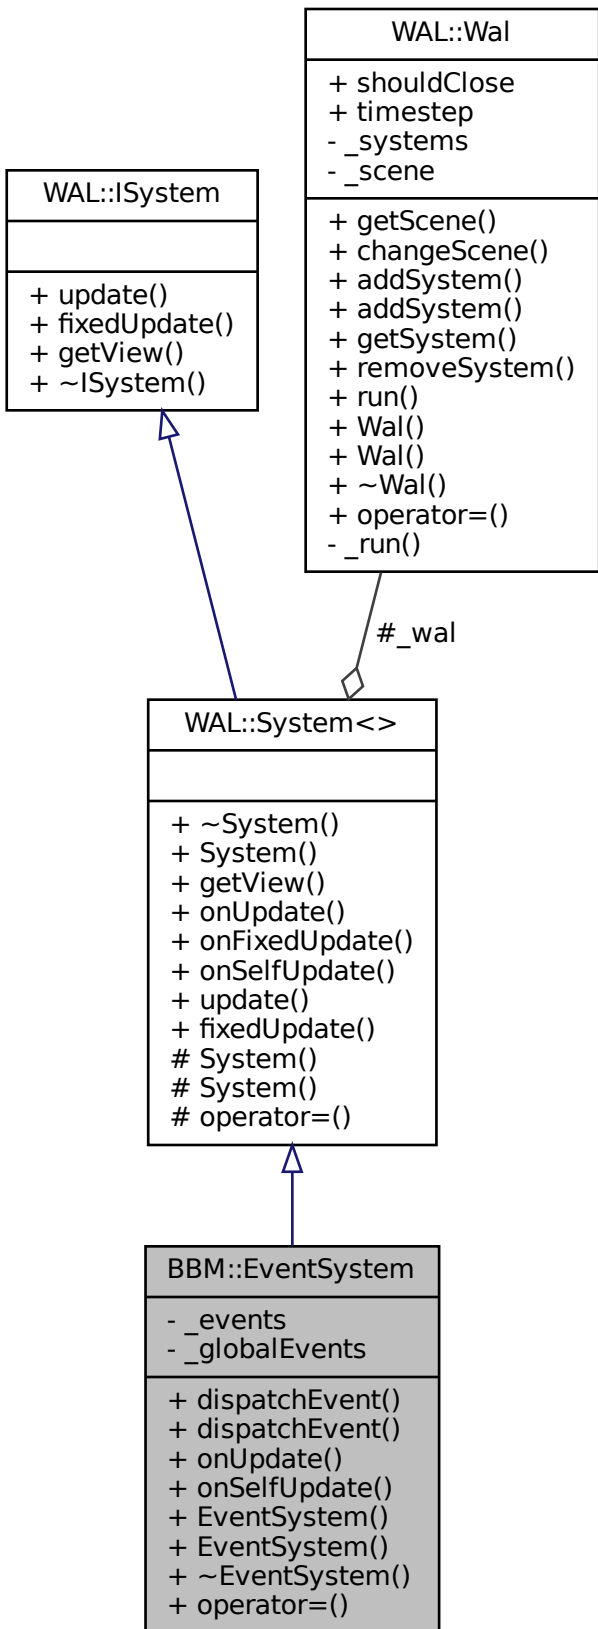 WAL::Wal
+ shouldClose
+ timestep
- _systems
- _scene
+ getScene()
+ changeScene()
+ addSystem()
+ addSystem()
+ getSystem()
+ removeSystem()
+ run()
+ Wal()
+ Wal()
+ ~Wal()
+ operator=()
- _run()
WAL::ISystem
+ update()
+ fixedUpdate()
+ getView()
+ ~ISystem()
#_wal
WAL::System<>
+ ~System()
+ System()
+ getView()
+ onUpdate()
+ onFixedUpdate()
+ onSelfUpdate()
+ update()
+ fixedUpdate()
# System()
# System()
# operator=()
BBM::EventSystem
- _events
- _globalEvents
+ dispatchEvent()
+ dispatchEvent()
+ onUpdate()
+ onSelfUpdate()
+ EventSystem()
+ EventSystem()
+ ~EventSystem()
+ operator=()